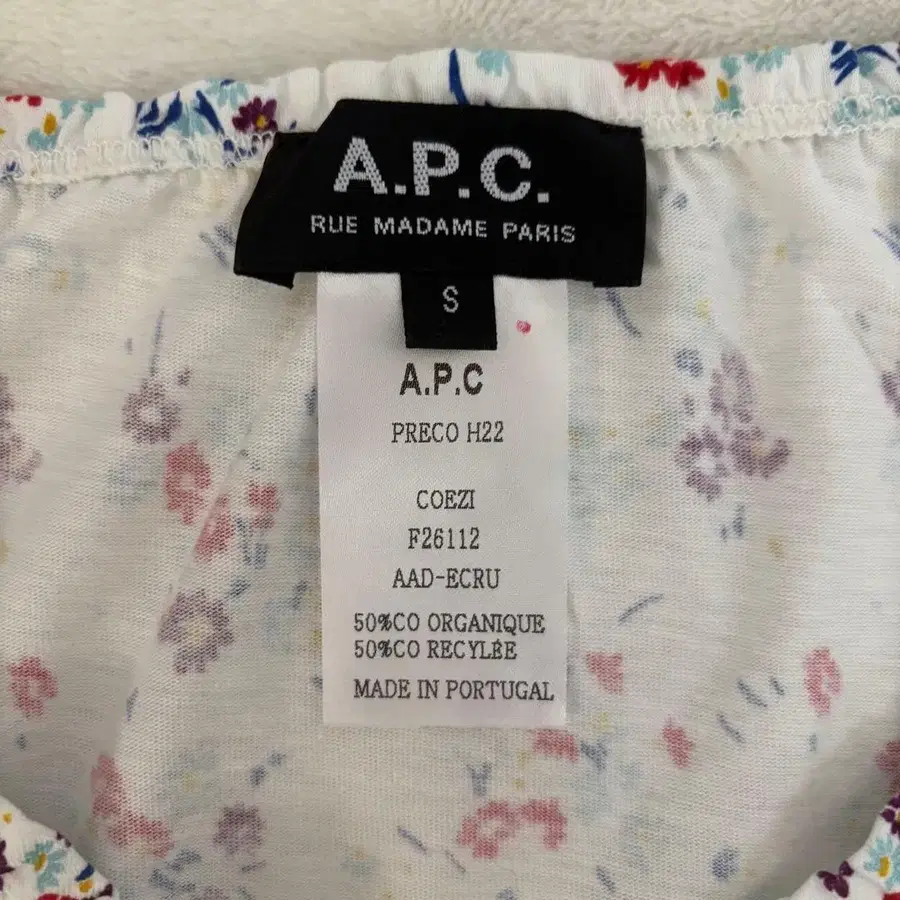 A.P.C.
RUE MADAME PARIS
S
A.P.C
PRECO H22
COEZI
F26112
AAD-ECRU
50%CO ORGANIQUE
50%CO RECYLÉE
MADE IN PORTUGAL